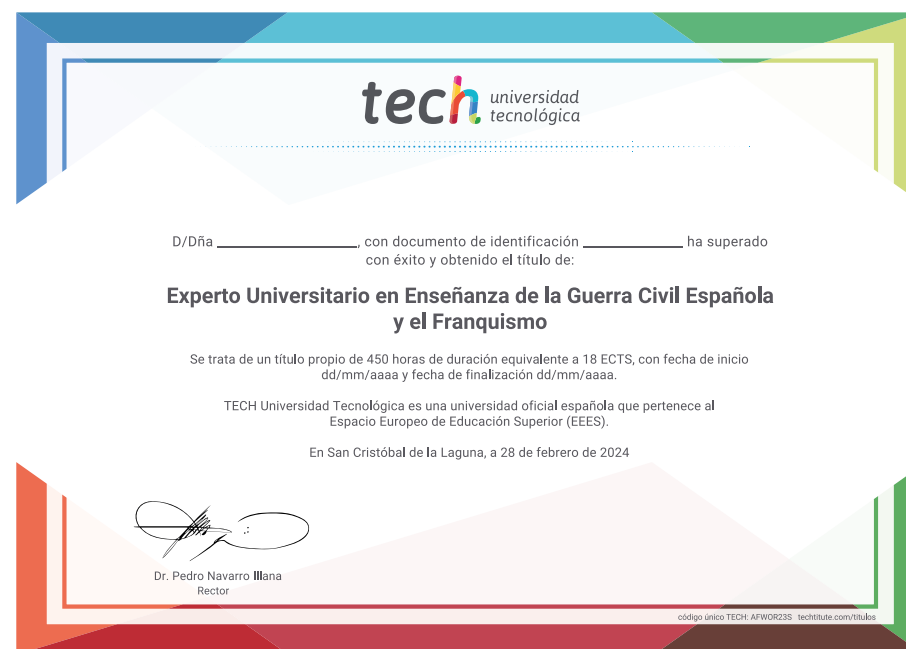 tech universidad
tecnológica
D/Dña ____________________, con documento de identificación ______________ ha superado
con éxito y obtenido el título de:
Experto Universitario en Enseñanza de la Guerra Civil Española
y el Franquismo
Se trata de un título propio de 450 horas de duración equivalente a 18 ECTS, con fecha de inicio
dd/mm/aaaa y fecha de finalización dd/mm/aaaa.
TECH Universidad Tecnológica es una universidad oficial española que pertenece al
Espacio Europeo de Educación Superior (EEES).
En San Cristóbal de la Laguna, a 28 de febrero de 2024
Dr. Pedro Navarro Illana
Rector
código único TECH: AFWOR23S techtitute.com/titulos